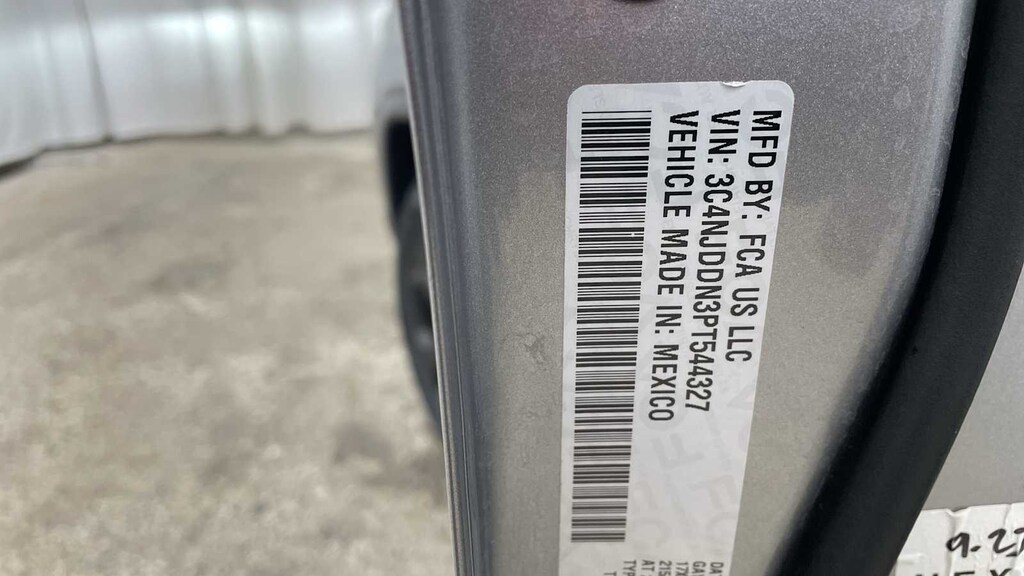 MFD BY: FCA US LLC
VIN: 3C4NJDDN3PT544327
VEHICLE MADE IN: MEXICO